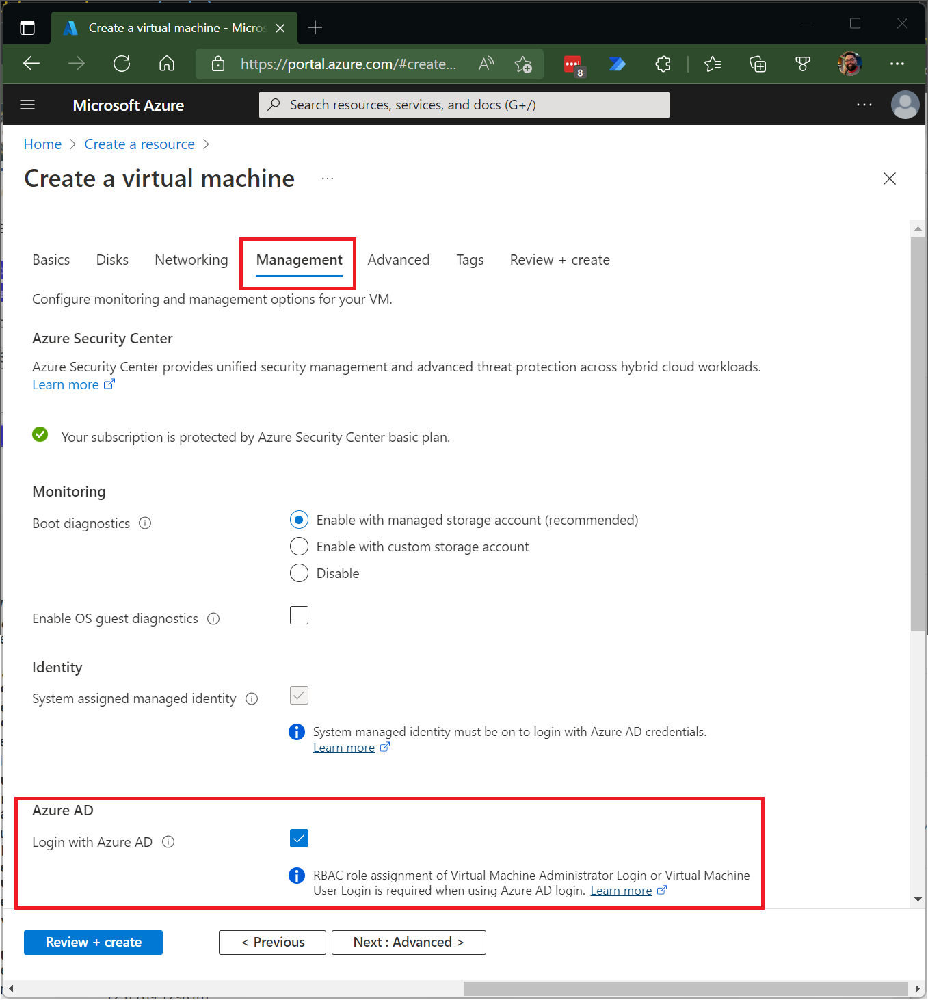 Create a virtual machine - Micros
https://portal.azure.com/#create...
8
Microsoft Azure
Search resources, services, and docs (G+/)
Home > Create a resource >
Create a virtual machine ...
Basics Disks Networking Management Advanced Tags Review + create
Configure monitoring and management options for your VM.
Azure Security Center
Azure Security Center provides unified security management and advanced threat protection across hybrid cloud workloads.
Learn more
Your subscription is protected by Azure Security Center basic plan.
Monitoring
Boot diagnostics
Enable with managed storage account (recommended)
Enable with custom storage account
Disable
Enable OS guest diagnostics
Identity
System assigned managed identity
System managed identity must be on to login with Azure AD credentials.
Learn more
Azure AD
Login with Azure AD
RBAC role assignment of Virtual Machine Administrator Login or Virtual Machine
User Login is required when using Azure AD login. Learn more
Review + create
< Previous
Next : Advanced >